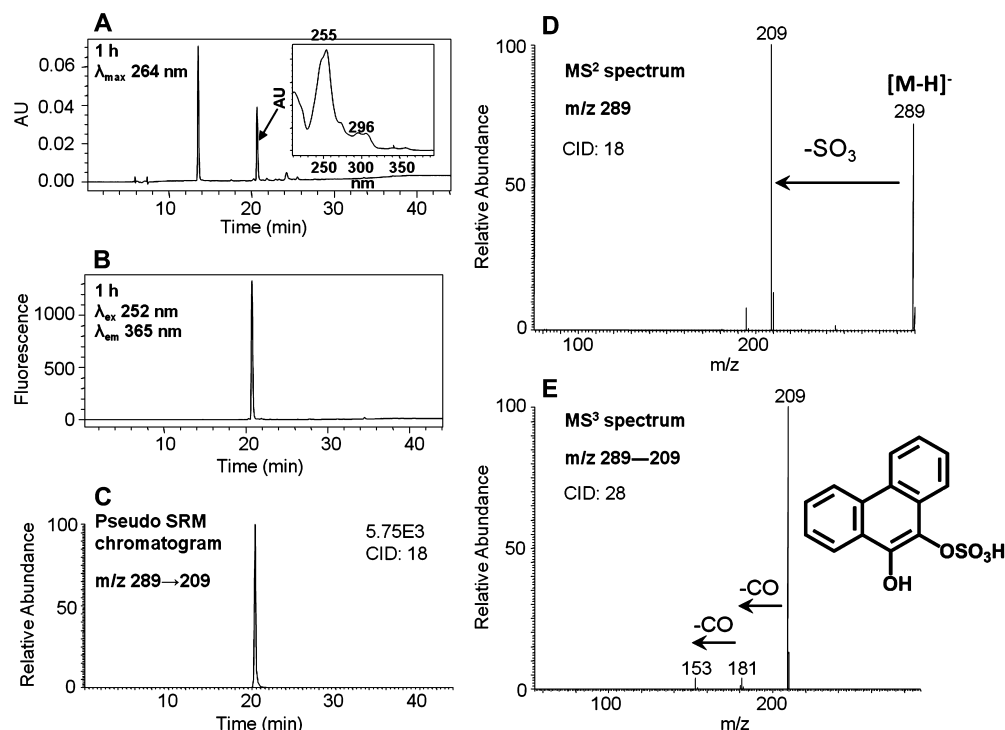 A
1 h
λmax 264 nm
AU
0.06
0.04
0.02
0.00
10
20
30
40
Time (min)
255
296
AU
250 300 350
nm
B
1 h
λex 252 nm
λem 365 nm
Fluorescence
1000
500
0
10
20
30
40
Time (min)
C
Pseudo SRM
chromatogram
m/z 289→209
5.75E3
CID: 18
Relative Abundance
100
50
0
10
20
30
40
Time (min)
D
MS² spectrum
m/z 289
CID: 18
209
[M-H]⁻
289
-SO₃
Relative Abundance
100
50
0
100
200
m/z
E
MS³ spectrum
m/z 289—209
CID: 28
209
-CO
-CO
153
181
OSO₃H
OH
Relative Abundance
100
50
0
100
200
m/z